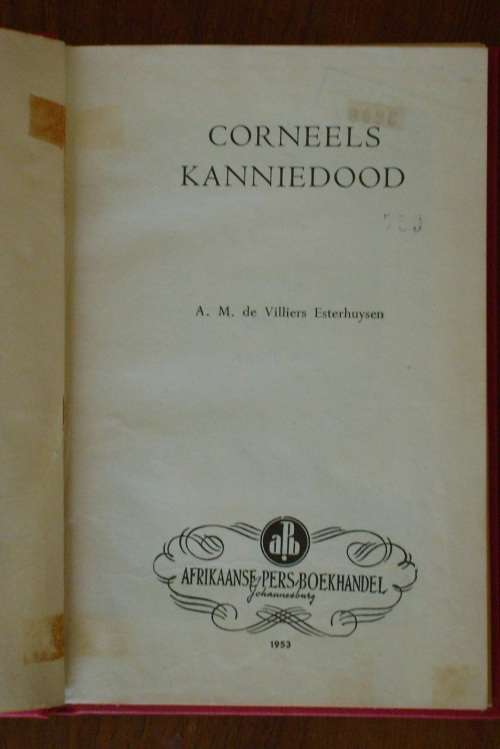 CORNEELS
KANNIEDOOD
A. M. de Villiers Esterhuysen
aPb
AFRIKAANSE PERS-BOEKHANDEL
Johannesburg
1953